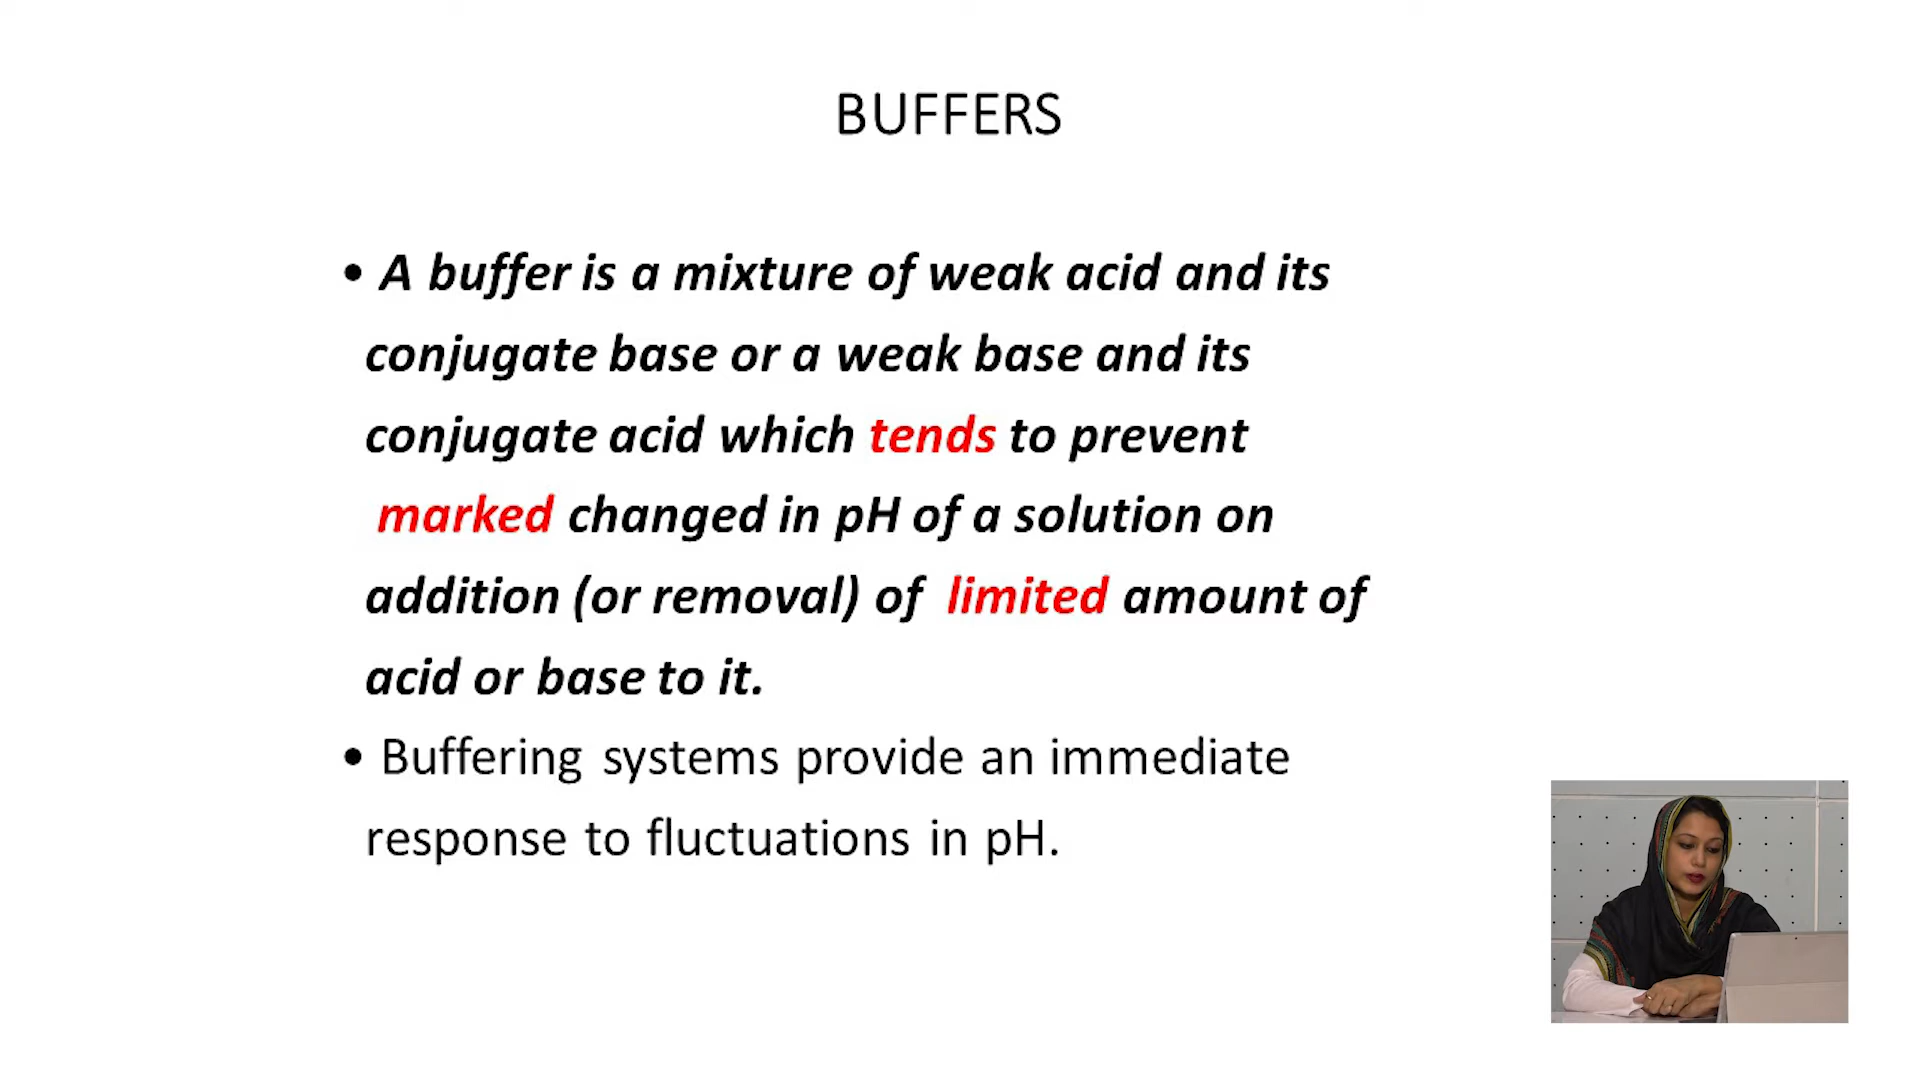 BUFFERS
• A buffer is a mixture of weak acid and its
conjugate base or a weak base and its
conjugate acid which tends to prevent
marked changed in pH of a solution on
addition (or removal) of limited amount of
acid or base to it.
• Buffering systems provide an immediate
response to fluctuations in pH.